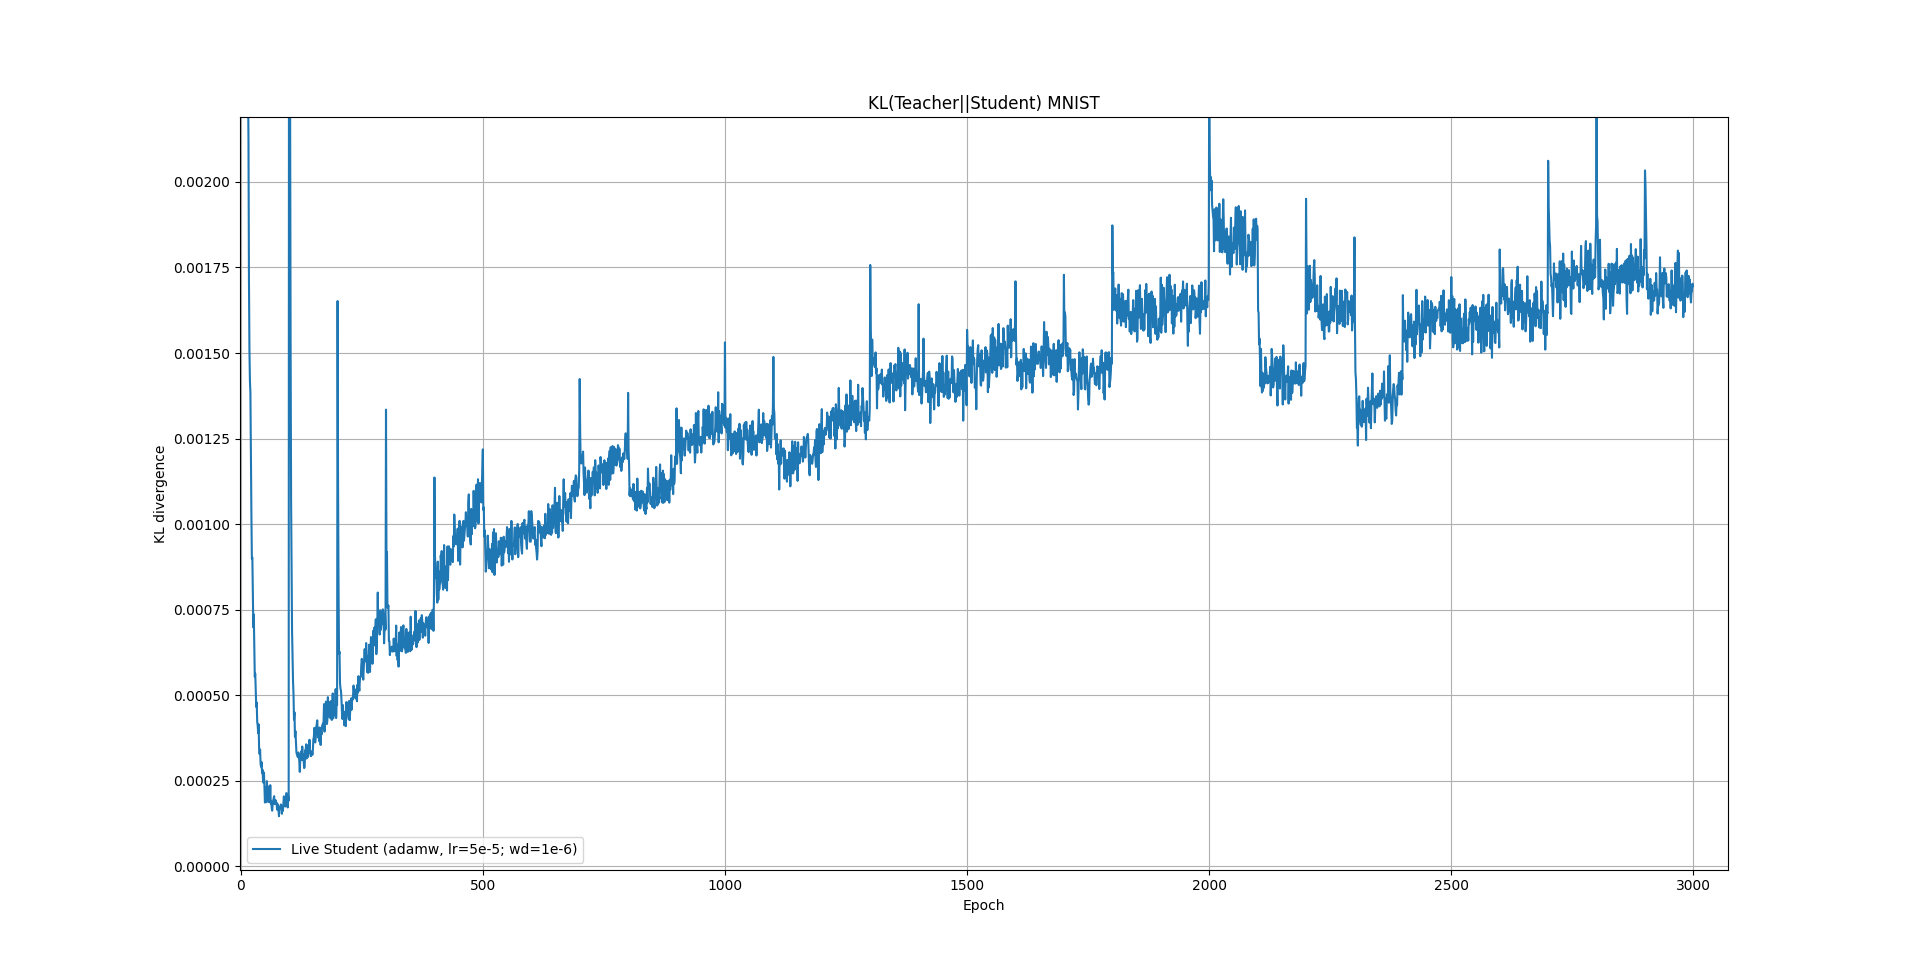 KL(Teacher||Student) MNIST
0.00200
0.00175
0.00150
0.00125
0.00100
0.00075
0.00050
0.00025
0.00000
KL divergence
Live Student (adamw, lr=5e-5; wd=1e-6)
0 500 1000 1500 2000 2500 3000
Epoch